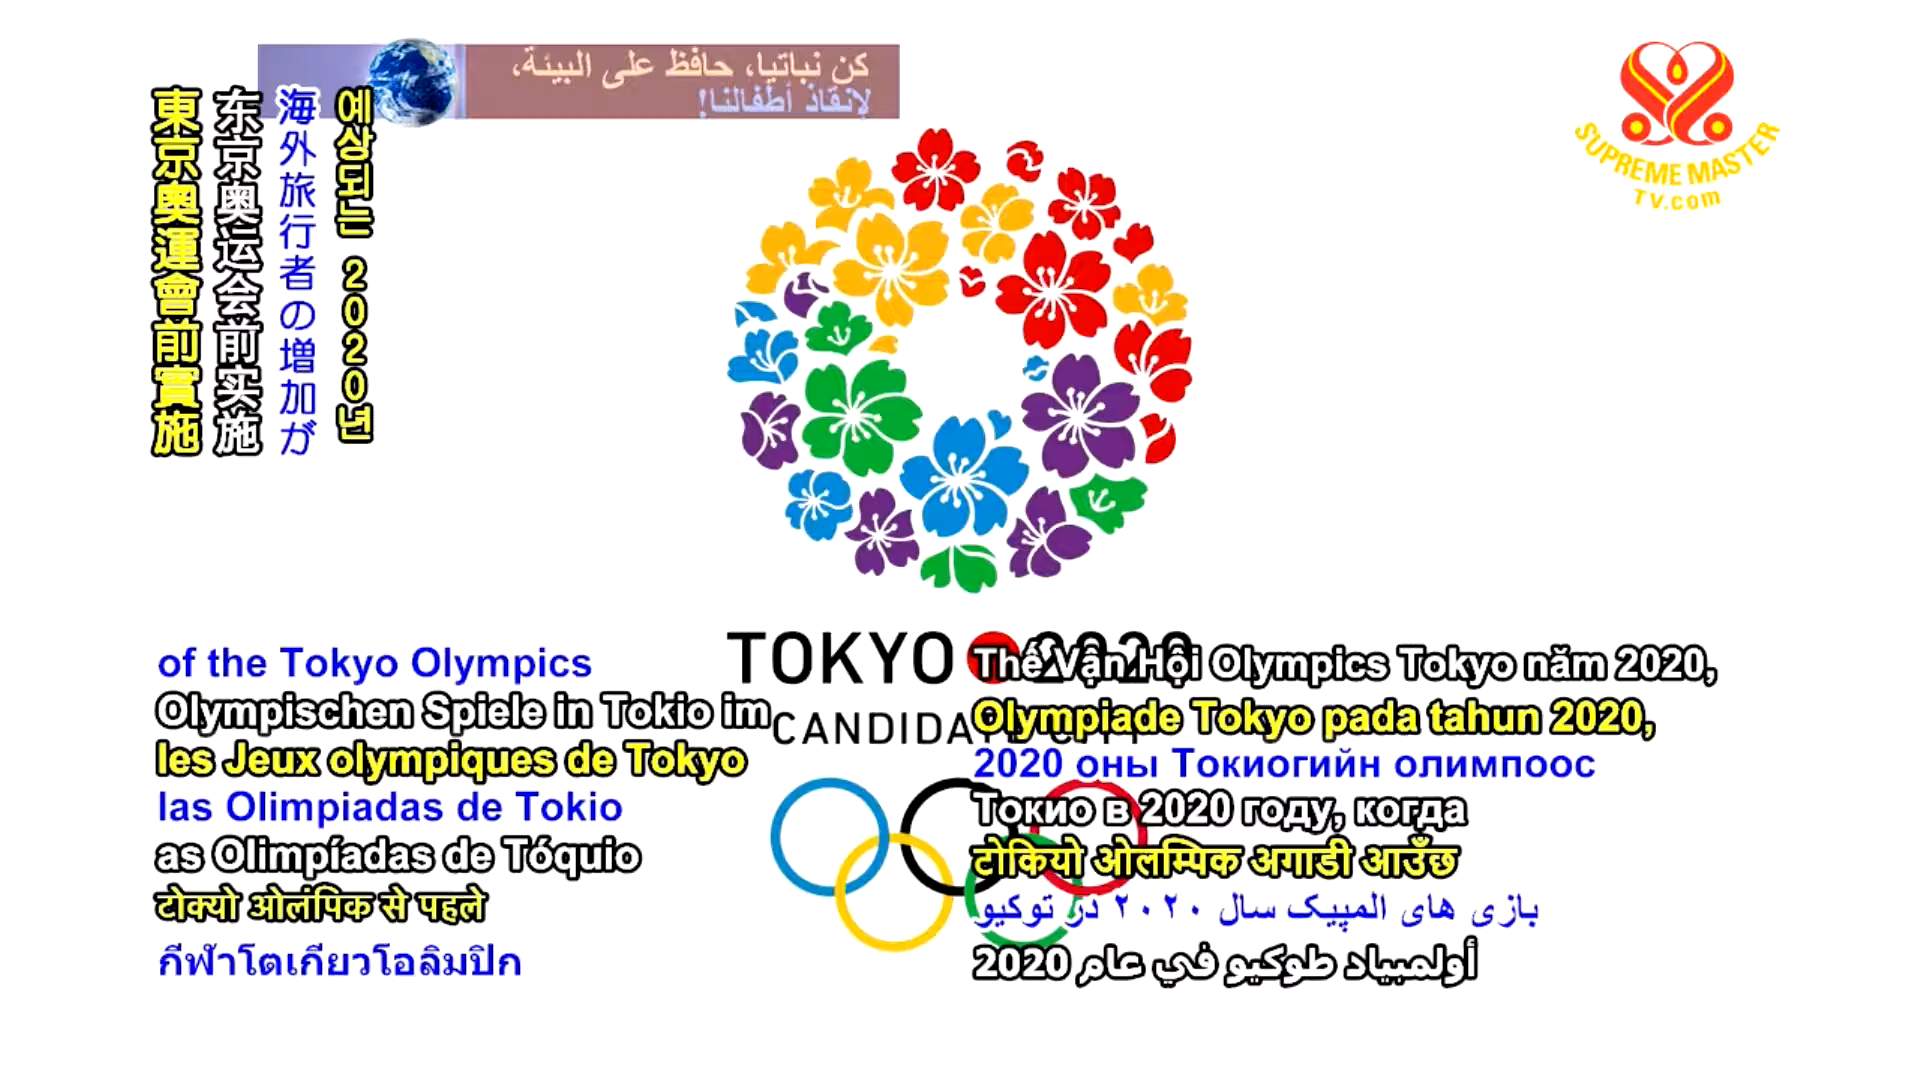 كن نباتيا، حافظ على البيئة،
لإنقاذ أطفالنا!
SUPREME MASTER
TV.com
東京奧運會前實施
东京奥运会前实施
海外旅行者の増加が
예상되는 2020년
TOKYO 2020
CANDIDATE CITY
of the Tokyo Olympics
Olympischen Spiele in Tokio im
les Jeux olympiques de Tokyo
las Olimpiadas de Tokio
as Olimpíadas de Tóquio
टोक्यो ओलंपिक से पहले
กีฬาโตเกียวโอลิมปิก
Thế Vận Hội Olympics Tokyo năm 2020,
Olympiade Tokyo pada tahun 2020,
2020 оны Токиогийн олимпоос
Токио в 2020 году, когда
टोकियो ओलम्पिक अगाडी आउँछ
بازی های المپیک سال ۲۰۲۰ در توکیو
أولمبياد طوكيو في عام 2020